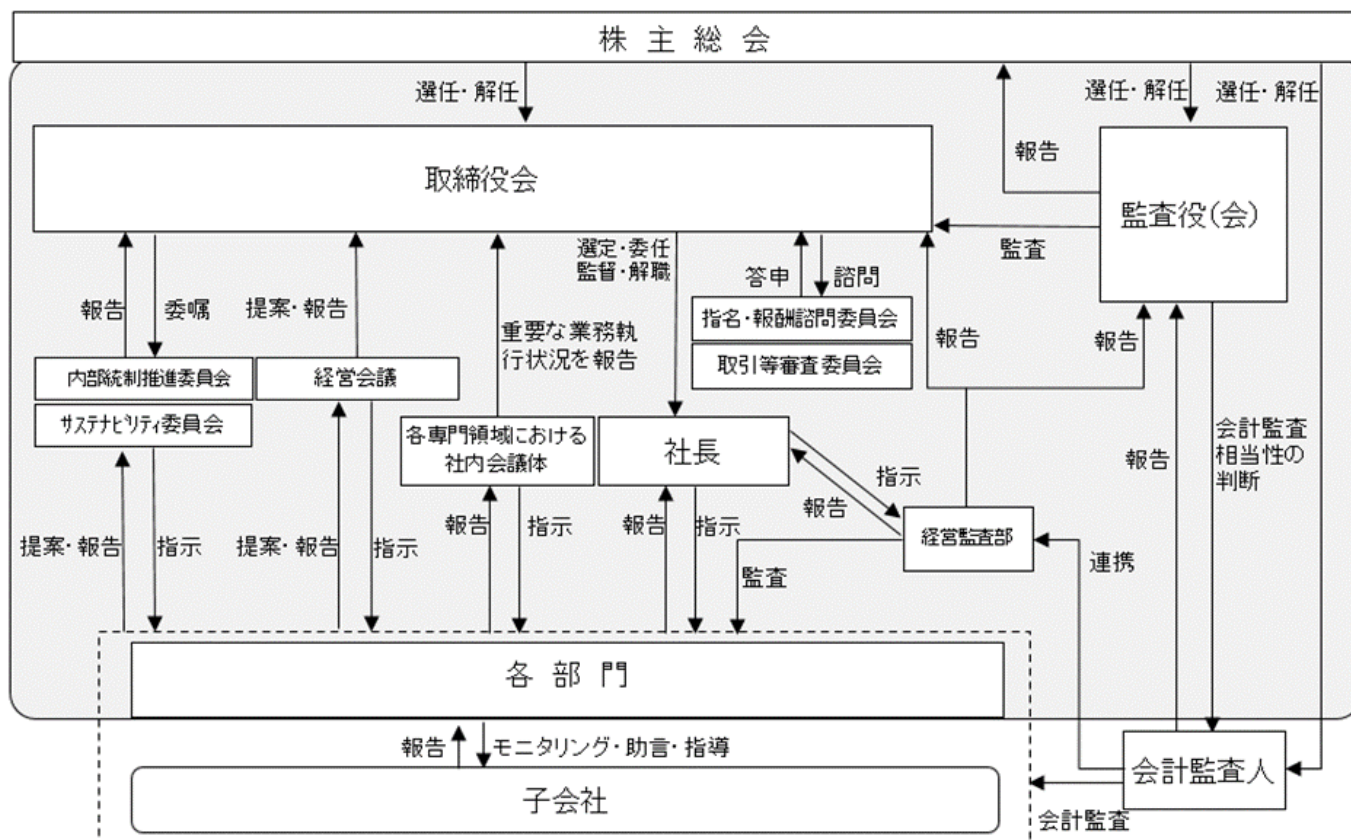 株主総会
選任・解任
選任・解任
選任・解任
報告
取締役会
監査役(会)
監査
選定・委任
監督・解職
答申
諮問
報告
委嘱
提案・報告
重要な業務執
行状況を報告
指名・報酬諮問委員会
取引等審査委員会
報告
報告
内部統制推進委員会
経営会議
サステナビリティ委員会
各専門領域における
社内会議体
社長
会計監査
相当性の
判断
報告
指示
報告
経営監査部
提案・報告
指示
提案・報告
指示
報告
指示
報告
指示
監査
連携
各部門
報告
モニタリング・助言・指導
会計監査人
子会社
会計監査